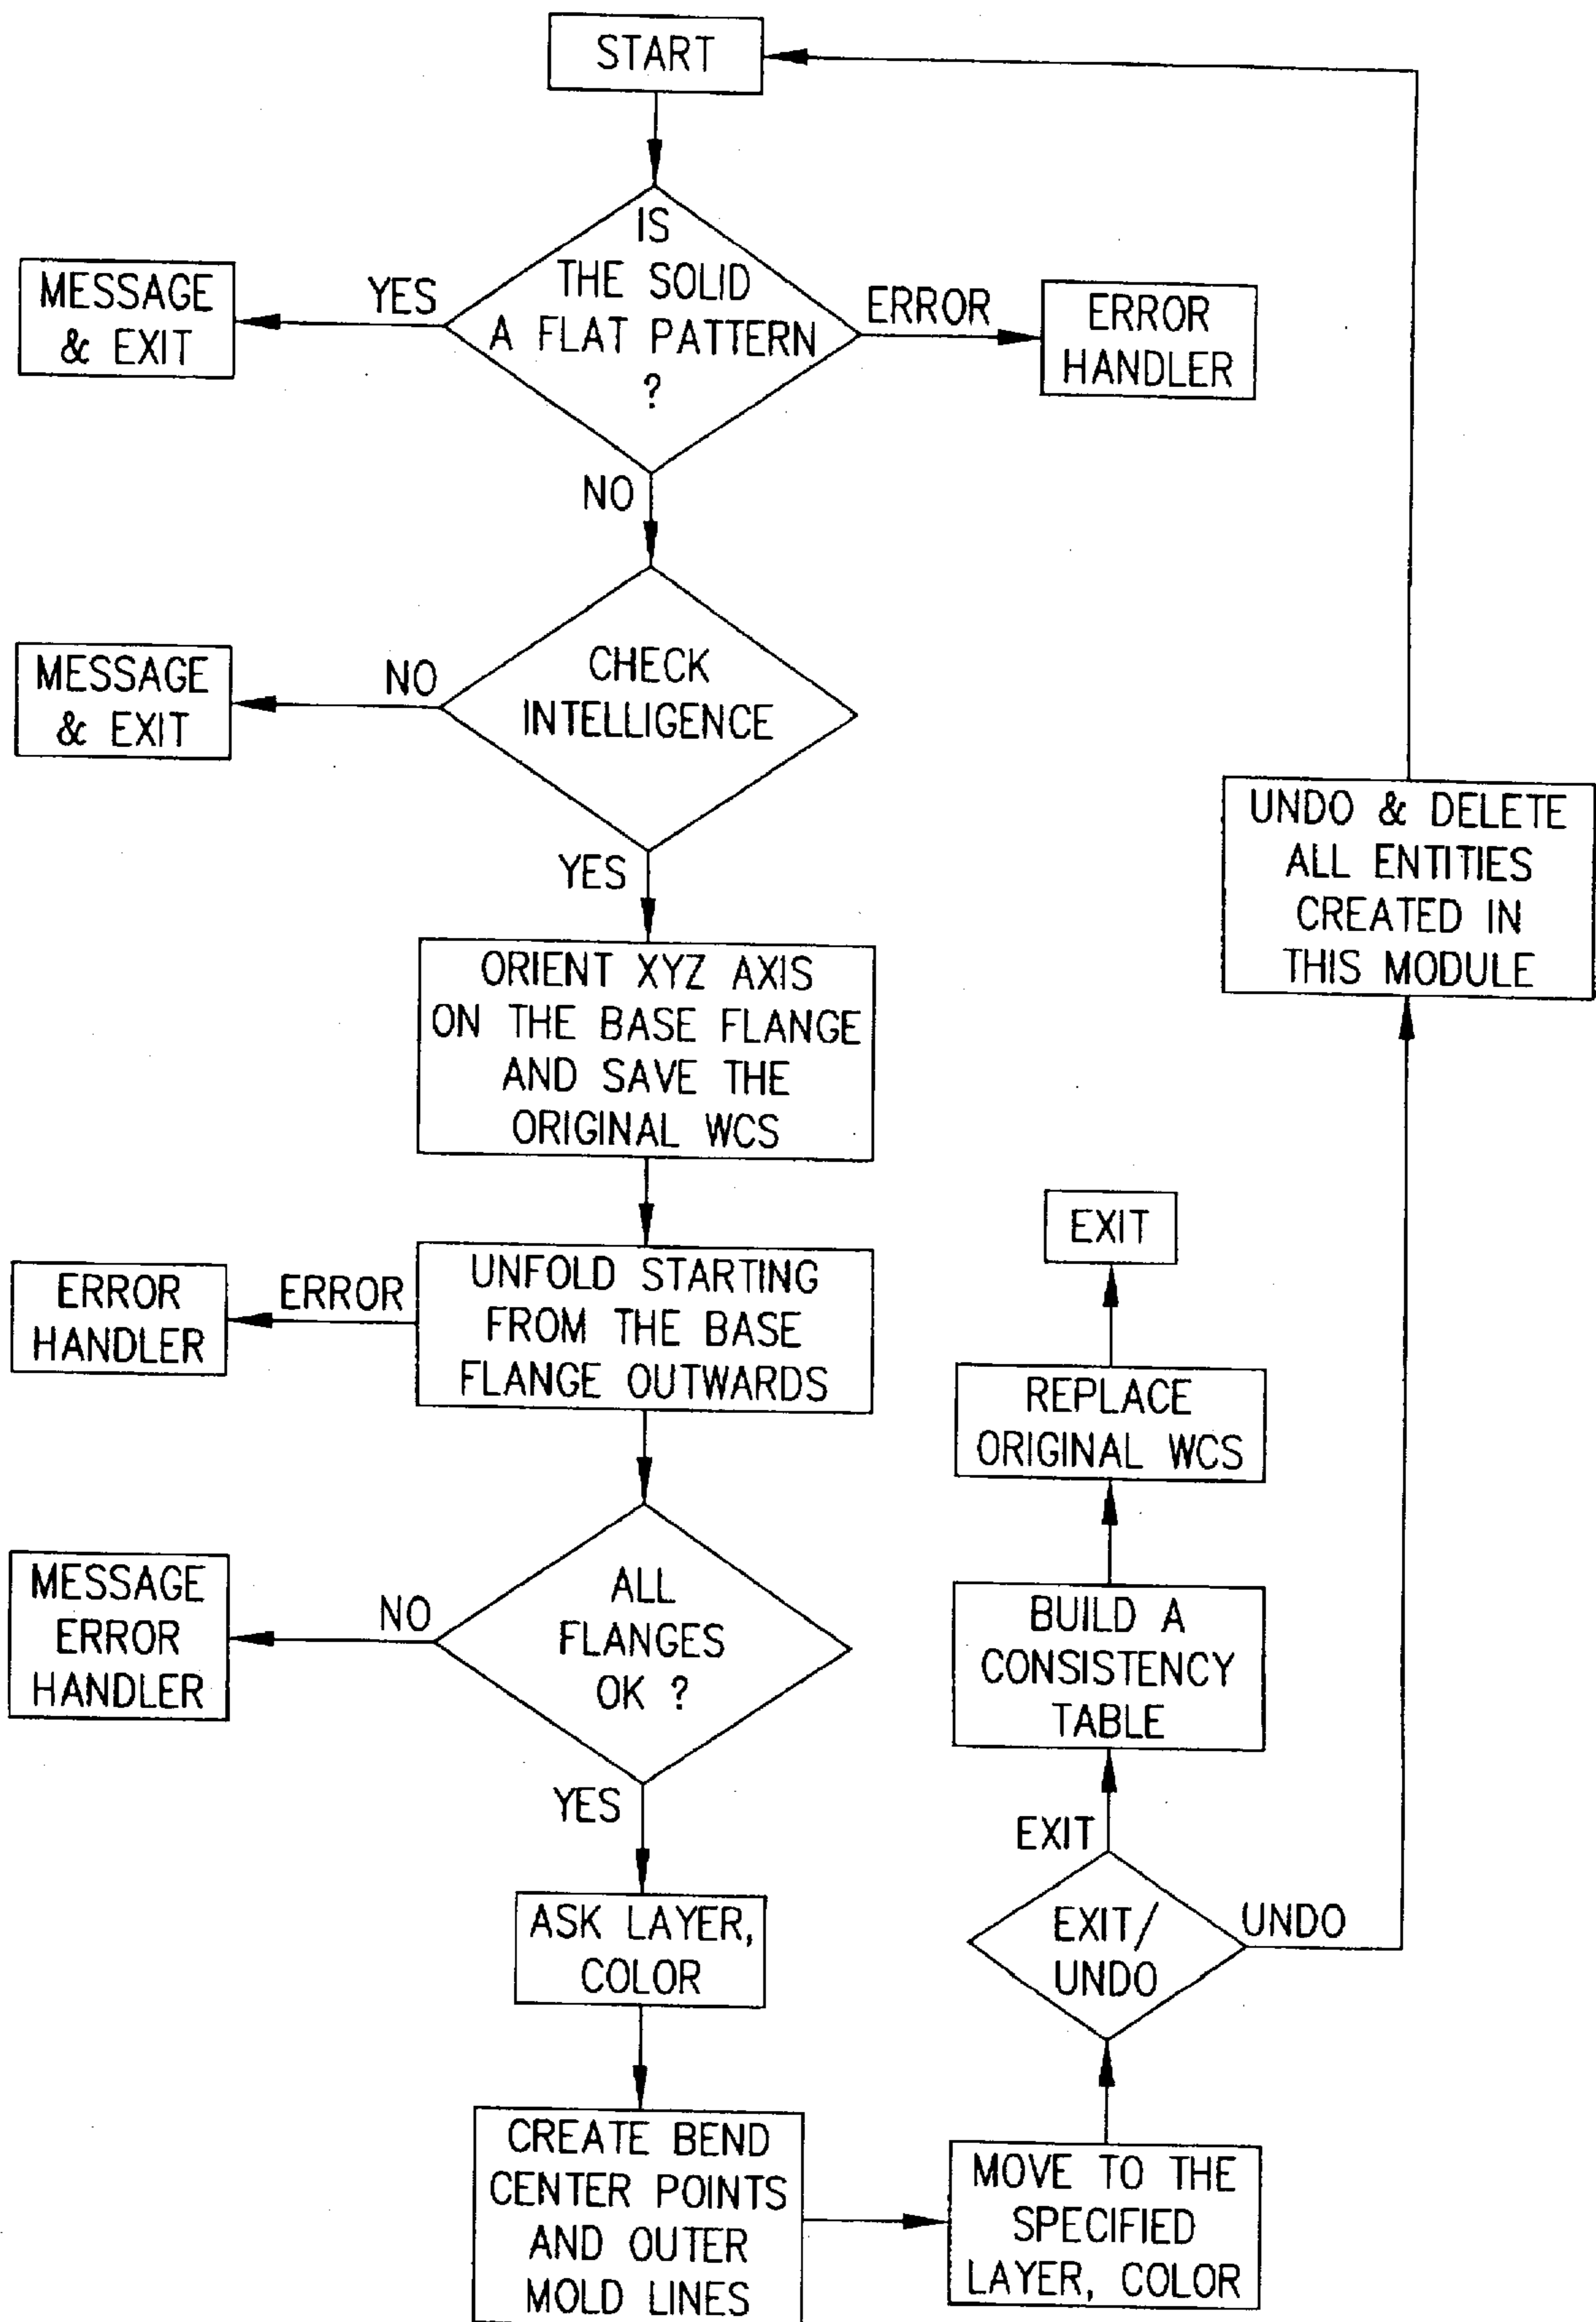 START
IS
THE SOLID
A FLAT PATTERN
?
YES
MESSAGE
& EXIT
ERROR
ERROR
HANDLER
NO
CHECK
INTELLIGENCE
NO
MESSAGE
& EXIT
YES
ORIENT XYZ AXIS
ON THE BASE FLANGE
AND SAVE THE
ORIGINAL WCS
UNFOLD STARTING
FROM THE BASE
FLANGE OUTWARDS
ERROR
ERROR
HANDLER
ALL
FLANGES
OK ?
NO
MESSAGE
ERROR
HANDLER
YES
ASK LAYER,
COLOR
CREATE BEND
CENTER POINTS
AND OUTER
MOLD LINES
MOVE TO THE
SPECIFIED
LAYER, COLOR
EXIT/
UNDO
EXIT
BUILD A
CONSISTENCY
TABLE
REPLACE
ORIGINAL WCS
EXIT
UNDO
UNDO & DELETE
ALL ENTITIES
CREATED IN
THIS MODULE